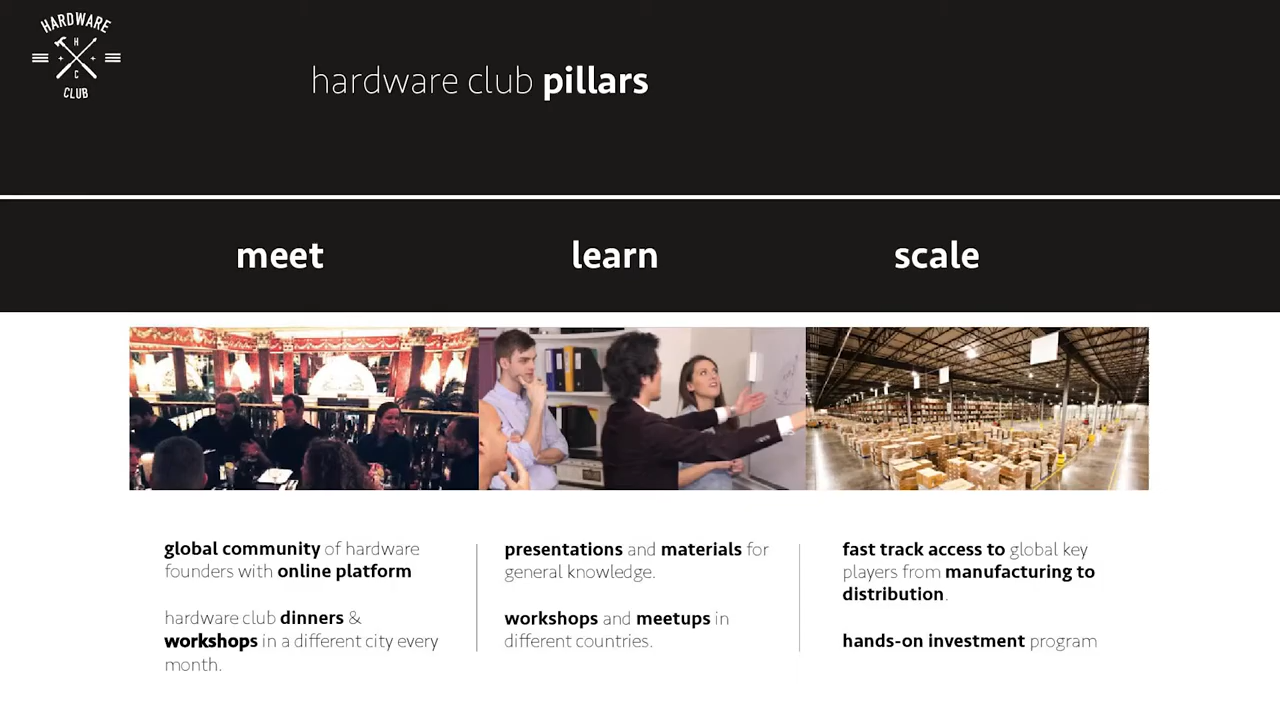 HARDWARE
H
C
CLUB
hardware club pillars
meet
learn
scale
global community of hardware
founders with online platform
hardware club dinners &
workshops in a different city every
month.
presentations and materials for
general knowledge.
workshops and meetups in
different countries.
fast track access to global key
players from manufacturing to
distribution.
hands-on investment program